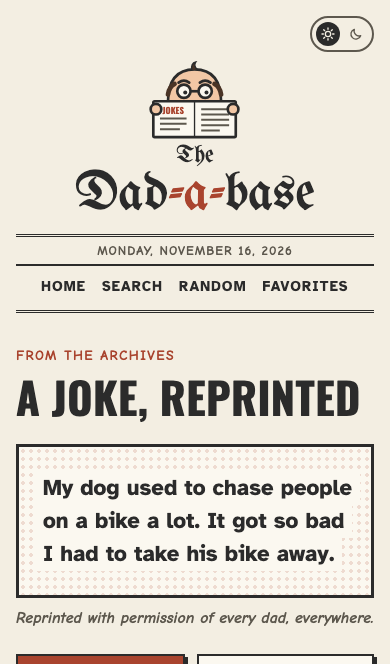 JOKES
The
Dad-a-base
MONDAY, NOVEMBER 16, 2026
HOME SEARCH RANDOM FAVORITES
FROM THE ARCHIVES
A JOKE, REPRINTED
My dog used to chase people
on a bike a lot. It got so bad
I had to take his bike away.
Reprinted with permission of every dad, everywhere.